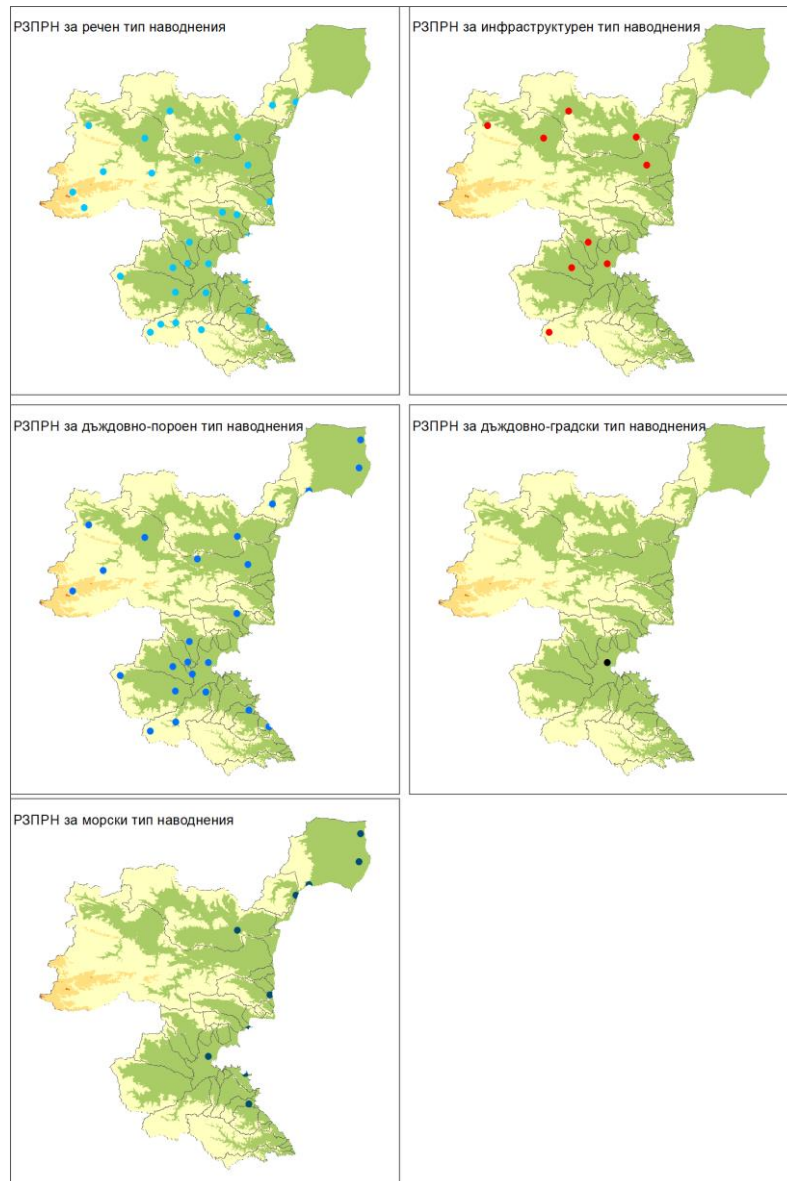 РЗПРН за речен тип наводнения
РЗПРН за инфраструктурен тип наводнения
РЗПРН за дъждовно-пороен тип наводнения
РЗПРН за дъждовно-градски тип наводнения
РЗПРН за морски тип наводнения